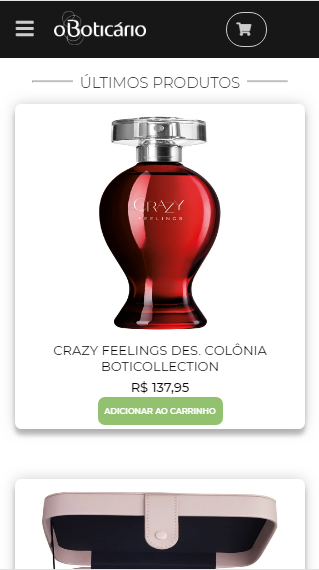 oBoticário
ÚLTIMOS PRODUTOS
CRAZY
FEELINGS
CRAZY FEELINGS DES. COLÔNIA
BOTICOLLECTION
R$ 137,95
ADICIONAR AO CARRINHO